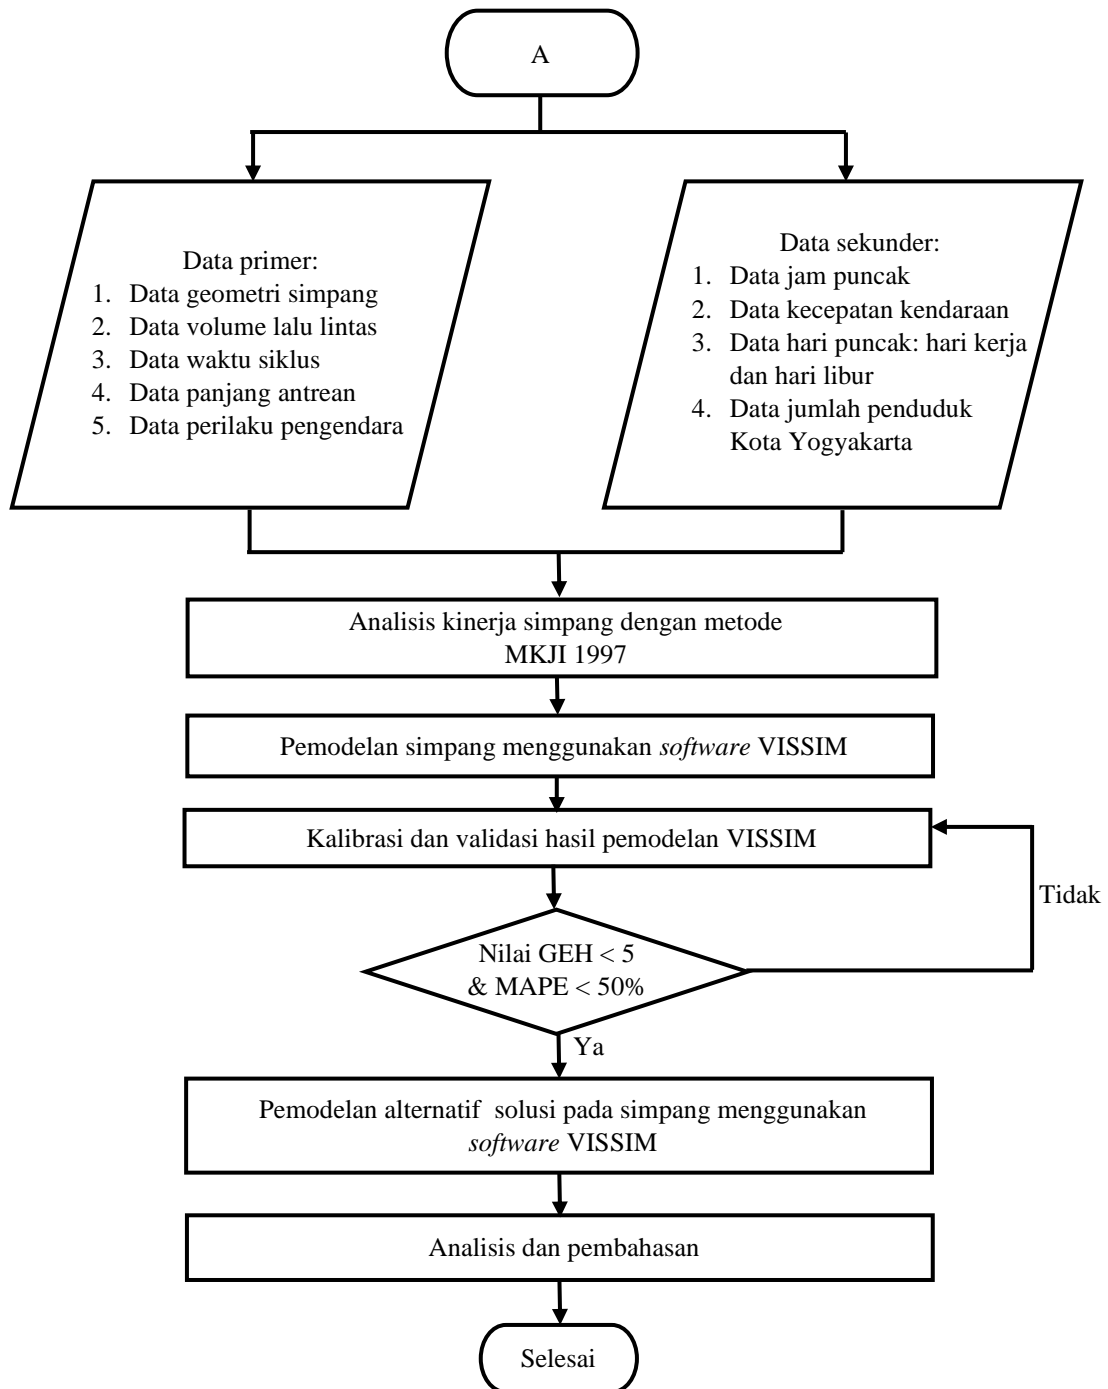 A
Data primer:
1. Data geometri simpang
2. Data volume lalu lintas
3. Data waktu siklus
4. Data panjang antrean
5. Data perilaku pengendara
Data sekunder:
1. Data jam puncak
2. Data kecepatan kendaraan
3. Data hari puncak: hari kerja
dan hari libur
4. Data jumlah penduduk
Kota Yogyakarta
Analisis kinerja simpang dengan metode
MKJI 1997
Pemodelan simpang menggunakan software VISSIM
Kalibrasi dan validasi hasil pemodelan VISSIM
Tidak
Nilai GEH < 5
& MAPE < 50%
Ya
Pemodelan alternatif solusi pada simpang menggunakan
software VISSIM
Analisis dan pembahasan
Selesai